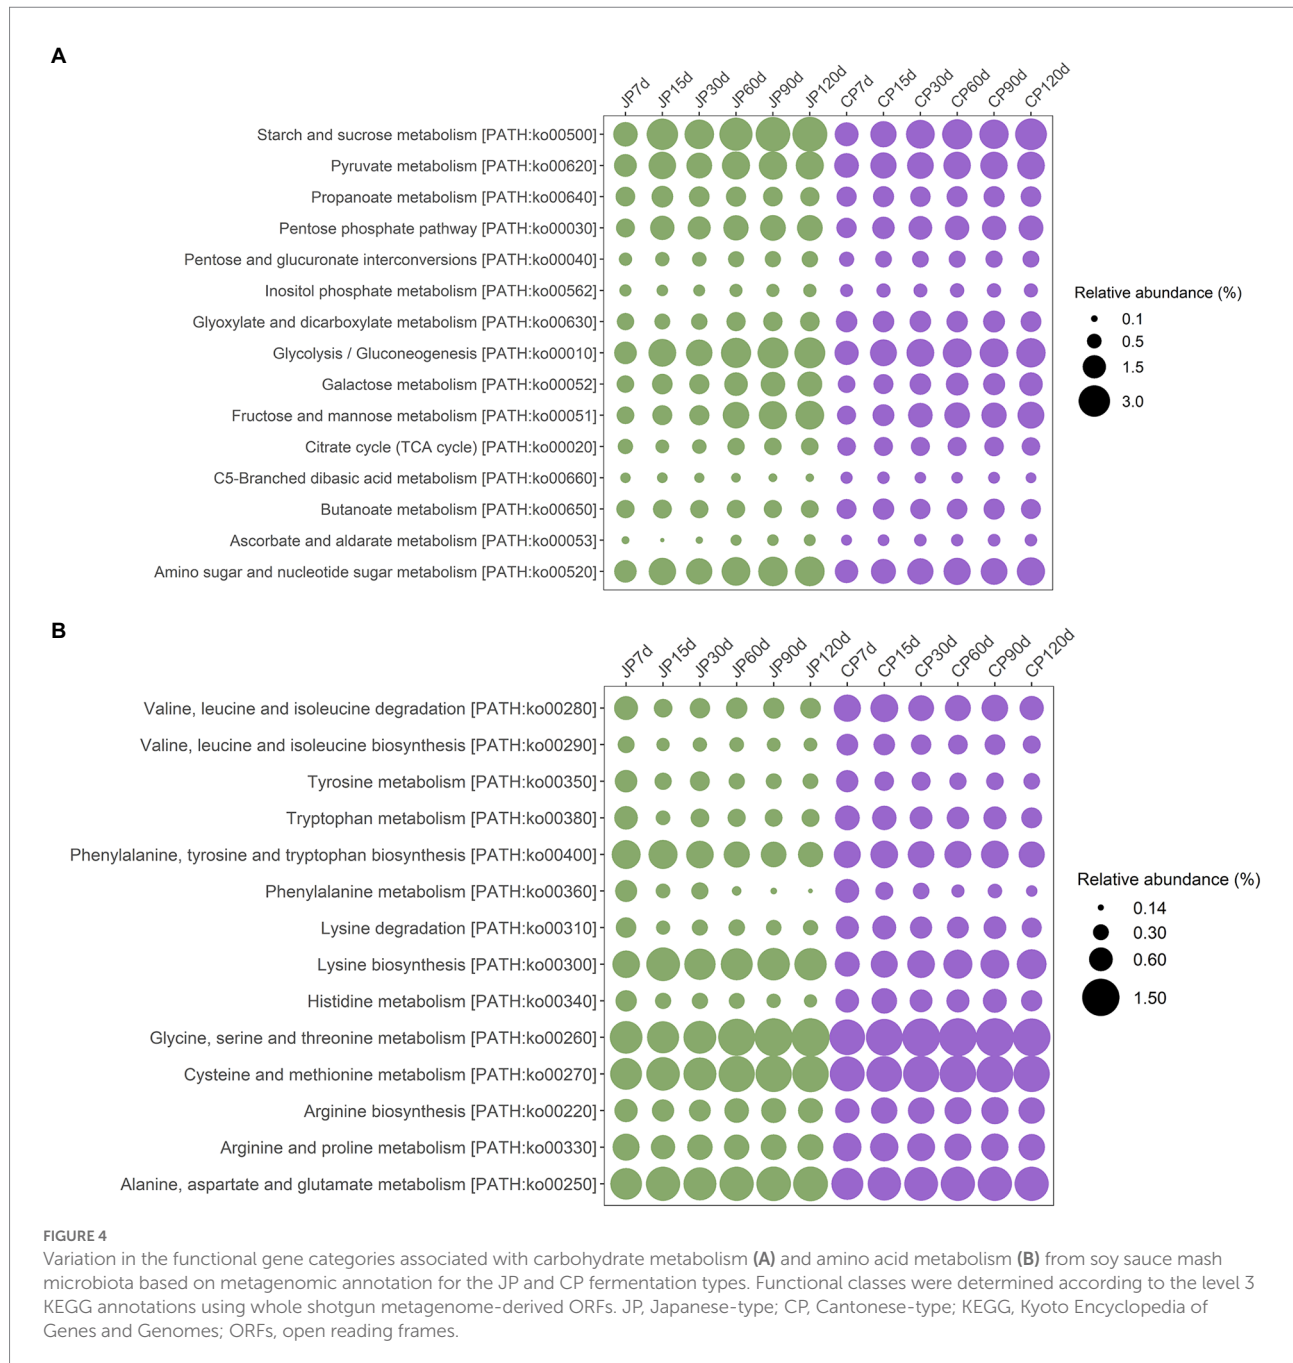 A
JP7d JP15d JP30d JP60d JP90d JP120d CP7d CP15d CP30d CP60d CP90d CP120d
Starch and sucrose metabolism [PATH:ko00500]
Pyruvate metabolism [PATH:ko00620]
Propanoate metabolism [PATH:ko00640]
Pentose phosphate pathway [PATH:ko00030]
Pentose and glucuronate interconversions [PATH:ko00040]
Inositol phosphate metabolism [PATH:ko00562]
Glyoxylate and dicarboxylate metabolism [PATH:ko00630]
Glycolysis / Gluconeogenesis [PATH:ko00010]
Galactose metabolism [PATH:ko00052]
Fructose and mannose metabolism [PATH:ko00051]
Citrate cycle (TCA cycle) [PATH:ko00020]
C5-Branched dibasic acid metabolism [PATH:ko00660]
Butanoate metabolism [PATH:ko00650]
Ascorbate and aldarate metabolism [PATH:ko00053]
Amino sugar and nucleotide sugar metabolism [PATH:ko00520]
Relative abundance (%)
0.1
0.5
1.5
3.0
B
JP7d JP15d JP30d JP60d JP90d JP120d CP7d CP15d CP30d CP60d CP90d CP120d
Valine, leucine and isoleucine degradation [PATH:ko00280]
Valine, leucine and isoleucine biosynthesis [PATH:ko00290]
Tyrosine metabolism [PATH:ko00350]
Tryptophan metabolism [PATH:ko00380]
Phenylalanine, tyrosine and tryptophan biosynthesis [PATH:ko00400]
Phenylalanine metabolism [PATH:ko00360]
Lysine degradation [PATH:ko00310]
Lysine biosynthesis [PATH:ko00300]
Histidine metabolism [PATH:ko00340]
Glycine, serine and threonine metabolism [PATH:ko00260]
Cysteine and methionine metabolism [PATH:ko00270]
Arginine biosynthesis [PATH:ko00220]
Arginine and proline metabolism [PATH:ko00330]
Alanine, aspartate and glutamate metabolism [PATH:ko00250]
Relative abundance (%)
0.14
0.30
0.60
1.50
FIGURE 4
Variation in the functional gene categories associated with carbohydrate metabolism (A) and amino acid metabolism (B) from soy sauce mash
microbiota based on metagenomic annotation for the JP and CP fermentation types. Functional classes were determined according to the level 3
KEGG annotations using whole shotgun metagenome-derived ORFs. JP, Japanese-type; CP, Cantonese-type; KEGG, Kyoto Encyclopedia of
Genes and Genomes; ORFs, open reading frames.